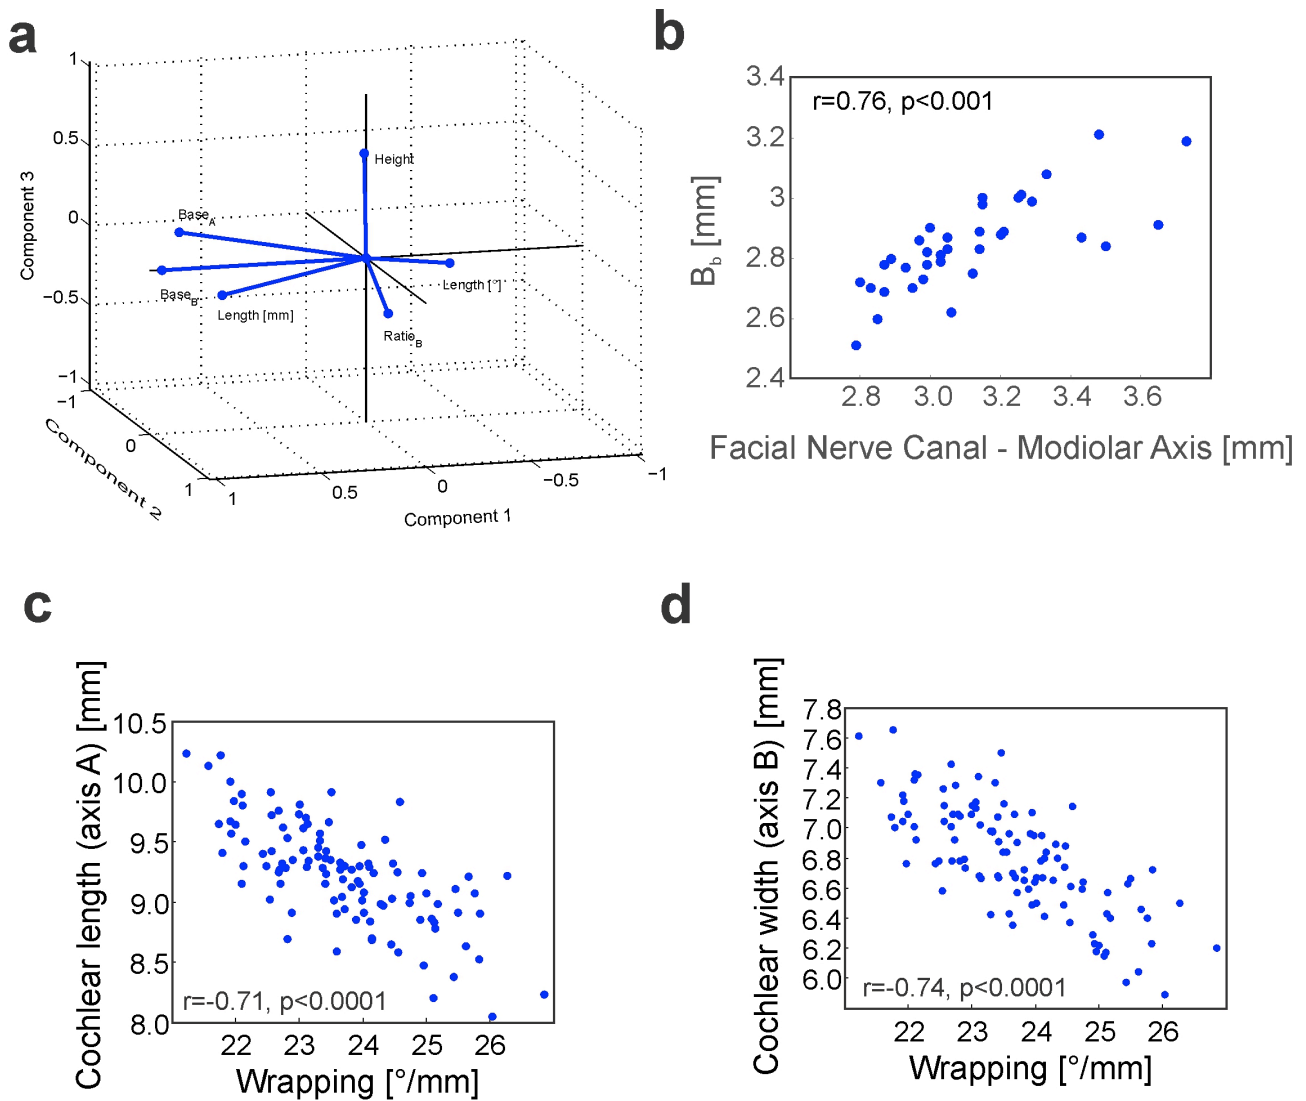 a
1
0.5
0
−0.5
−1
Component 3
−1
0
1
Component 2
1
0.5
0
−0.5
−1
Component 1
Height
BaseA
BaseB
Length [mm]
Length [°]
RatioB
b
r=0.76, p<0.001
3.4
3.2
3
2.8
2.6
2.4
Bb [mm]
2.8 3.0 3.2 3.4 3.6
Facial Nerve Canal - Modiolar Axis [mm]
c
Cochlear length (axis A) [mm]
10.5
10.0
9.5
9.0
8.5
8.0
r=-0.71, p<0.0001
22 23 24 25 26
Wrapping [°/mm]
d
Cochlear width (axis B) [mm]
7.8
7.6
7.4
7.2
7.0
6.8
6.6
6.4
6.2
6.0
r=-0.74, p<0.0001
22 23 24 25 26
Wrapping [°/mm]